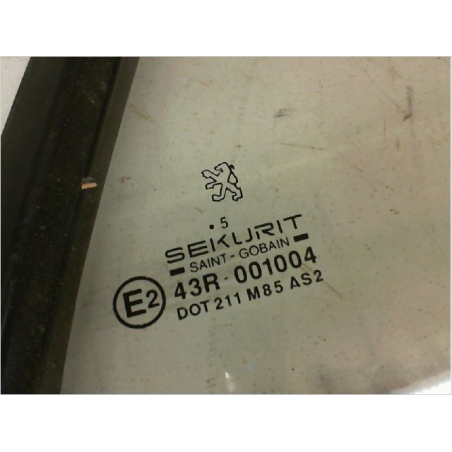 . 5
SEKURIT
SAINT - GOBAIN
E2 43R - 001004
DOT 211 M85 AS2